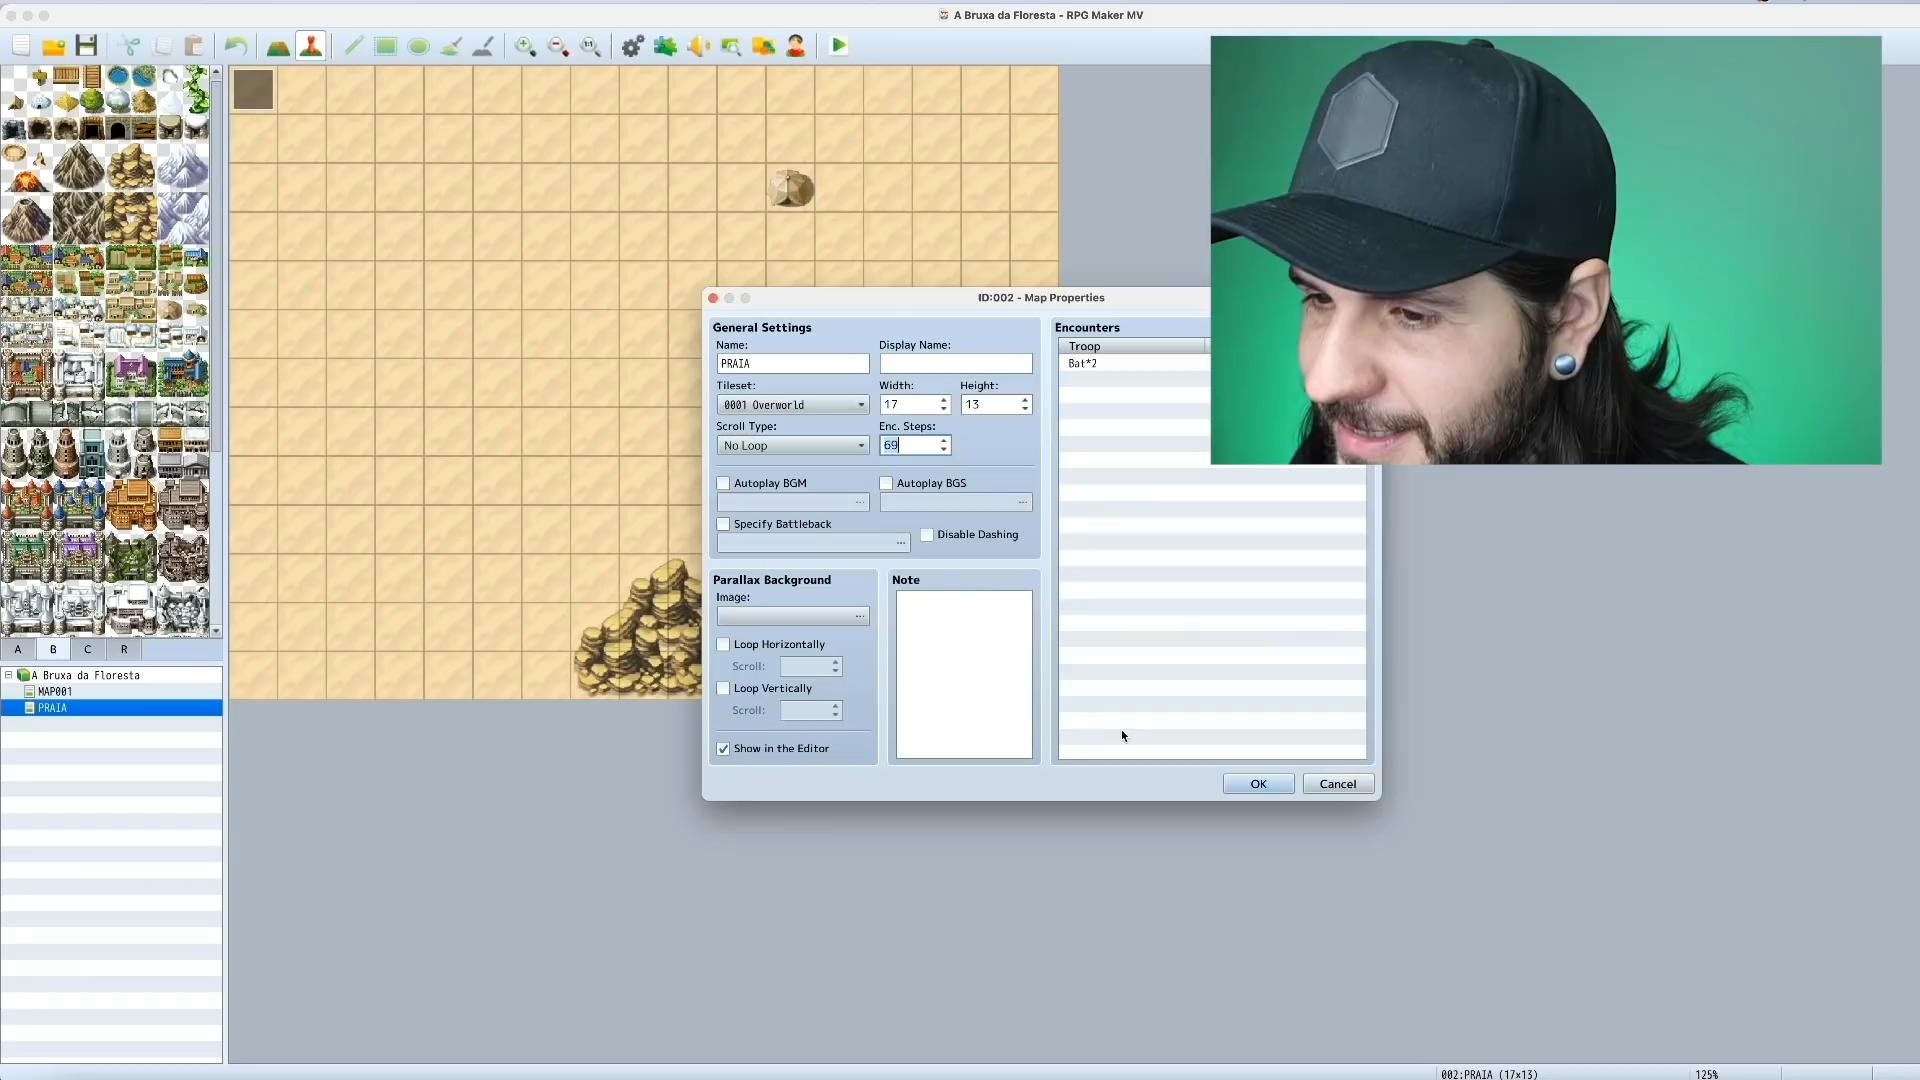 A Bruxa da Floresta - RPG Maker MV
1:1
ID:002 - Map Properties
General Settings
Name:
Display Name:
PRAIA
Tileset:
Width:
Height:
0001 Overworld
17
13
Scroll Type:
Enc. Steps:
No Loop
69
Autoplay BGM
Autoplay BGS
...
...
Specify Battleback
Disable Dashing
...
Parallax Background
Image:
...
Loop Horizontally
Scroll:
Loop Vertically
Scroll:
Show in the Editor
Note
Encounters
Troop
Bat*2
OK
Cancel
A
B
C
R
A Bruxa da Floresta
MAP001
PRAIA
002:PRAIA (17x13)
125%